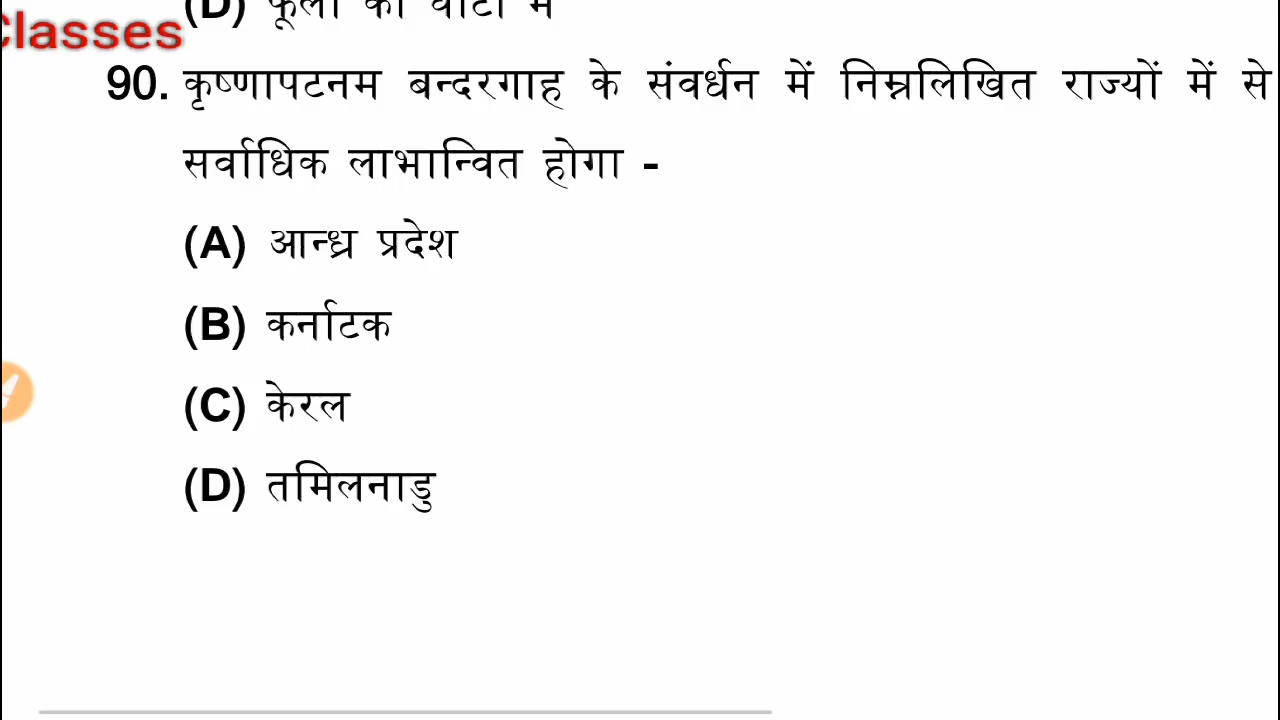 (D) फूलों की घाटी में
Classes
90. कृष्णापटनम बन्दरगाह के संवर्धन में निम्नलिखित राज्यों में से
सर्वाधिक लाभान्वित होगा -
(A) आन्ध्र प्रदेश
(B) कर्नाटक
(C) केरल
(D) तमिलनाडु